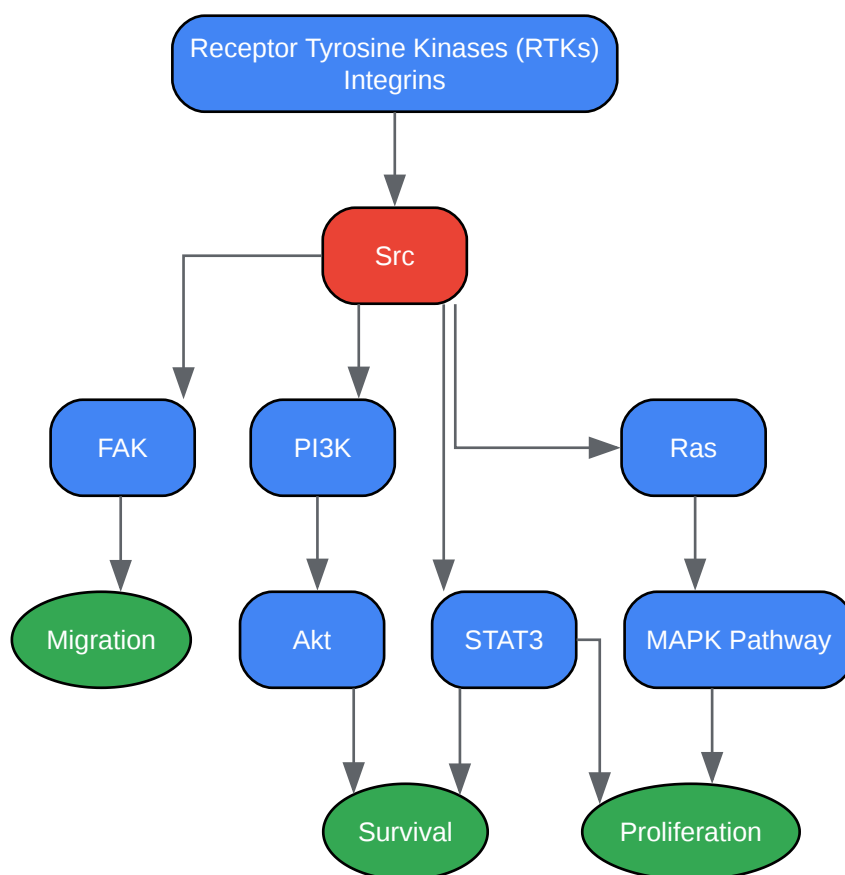 Receptor Tyrosine Kinases (RTKs)
Integrins
Src
FAK
PI3K
Ras
Migration
Akt
STAT3
MAPK Pathway
Survival
Proliferation